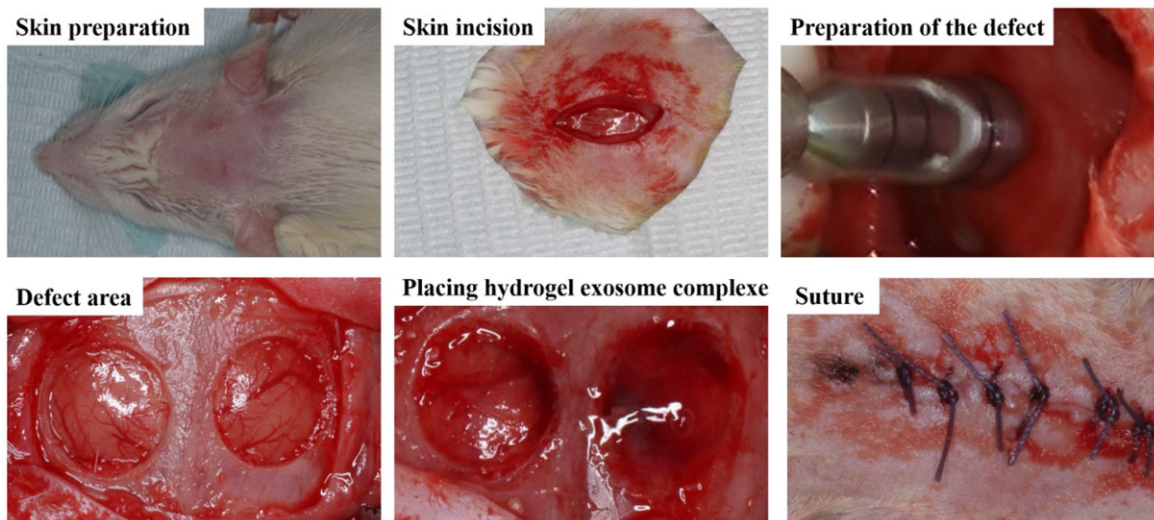 Skin preparation
Skin incision
Preparation of the defect
Defect area
Placing hydrogel exosome complexe
Suture